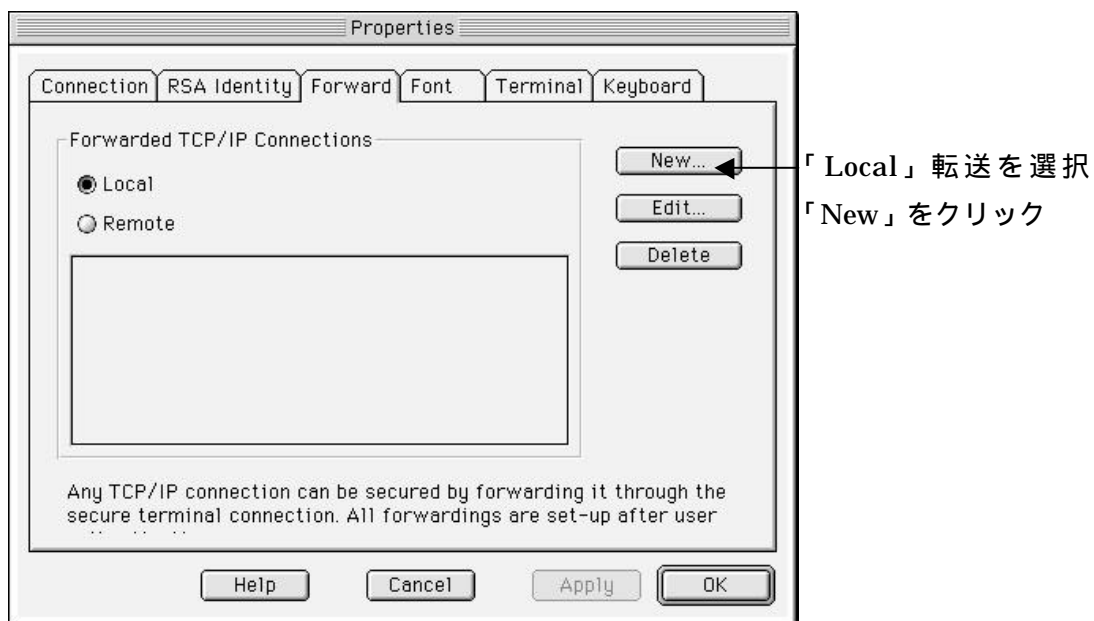 Properties
Connection RSA Identity Forward Font Terminal Keyboard
Forwarded TCP/IP Connections
Local
Remote
New...
Edit...
Delete
「Local」転送を選択
「New」をクリック
Any TCP/IP connection can be secured by forwarding it through the
secure terminal connection. All forwardings are set-up after user
Help Cancel Apply OK